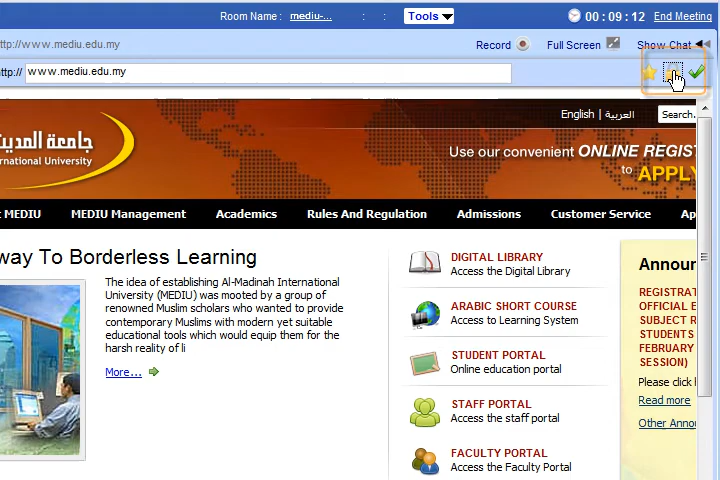 Room Name : mediu-... : : Tools 00 : 09 : 12 End Meeting
http://www.mediu.edu.my Record Full Screen Show Chat
http:// www.mediu.edu.my
English | العربية Search.
جامعة المدين
International University
Use our convenient ONLINE REGIST
to APPLY
t MEDIU MEDIU Management Academics Rules And Regulation Admissions Customer Service Ap
way To Borderless Learning
The idea of establishing Al-Madinah International
University (MEDIU) was mooted by a group of
renowned Muslim scholars who wanted to provide
contemporary Muslims with modern yet suitable
educational tools which would equip them for the
harsh reality of li
More...
DIGITAL LIBRARY
Access the Digital Library
ARABIC SHORT COURSE
Access to Learning System
STUDENT PORTAL
Online education portal
STAFF PORTAL
Access the staff portal
FACULTY PORTAL
Access the Faculty Portal
Announ
REGISTRAT
OFFICIAL E
SUBJECT R
STUDENTS
FEBRUARY
SESSION)
Please click l
Read more
Other Anno